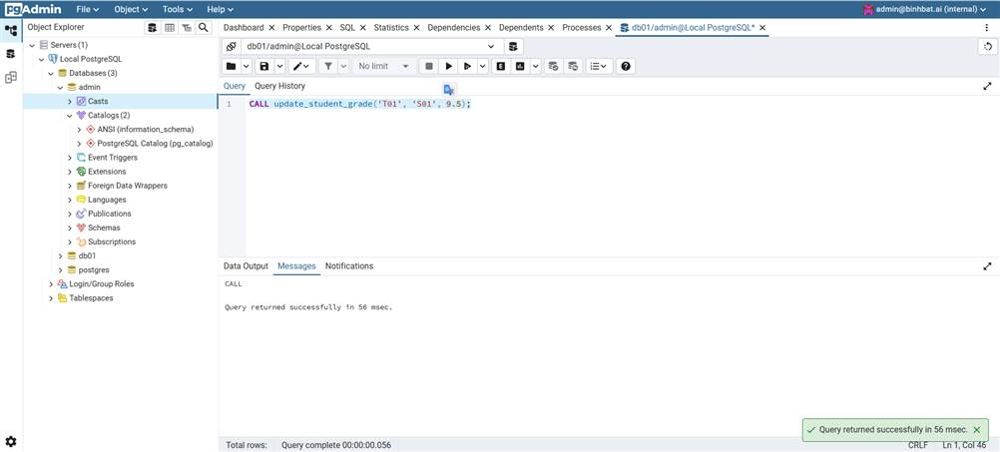 pgAdmin File Object Tools Help admin@binhbat.ai (internal)
Object Explorer
Dashboard Properties SQL Statistics Dependencies Dependents Processes db01/admin@Local PostgreSQL*
Servers (1)
Local PostgreSQL
Databases (3)
admin
Casts
Catalogs (2)
ANSI (information_schema)
PostgreSQL Catalog (pg_catalog)
Event Triggers
Extensions
Foreign Data Wrappers
Languages
Publications
Schemas
Subscriptions
db01
postgres
Login/Group Roles
Tablespaces
db01/admin@Local PostgreSQL
No limit
E
Query Query History
1 CALL update_student_grade('T01', 'S01', 9.5);
Data Output Messages Notifications
CALL
Query returned successfully in 56 msec.
Query returned successfully in 56 msec.
Total rows: Query complete 00:00:00.056 CRLF Ln 1, Col 46